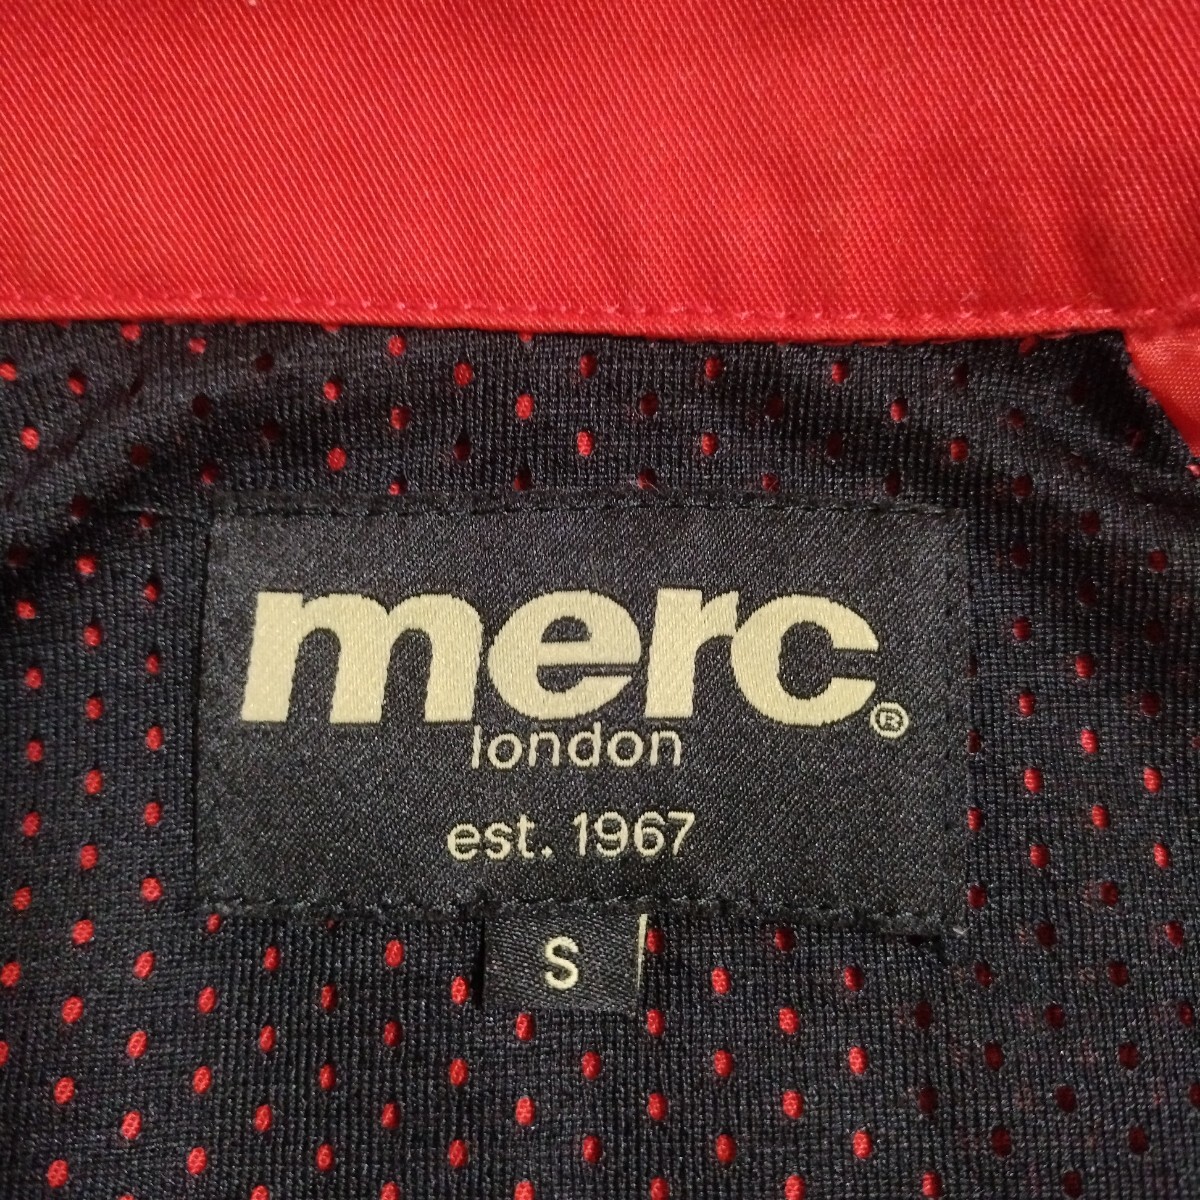 merc®
london
est. 1967
S